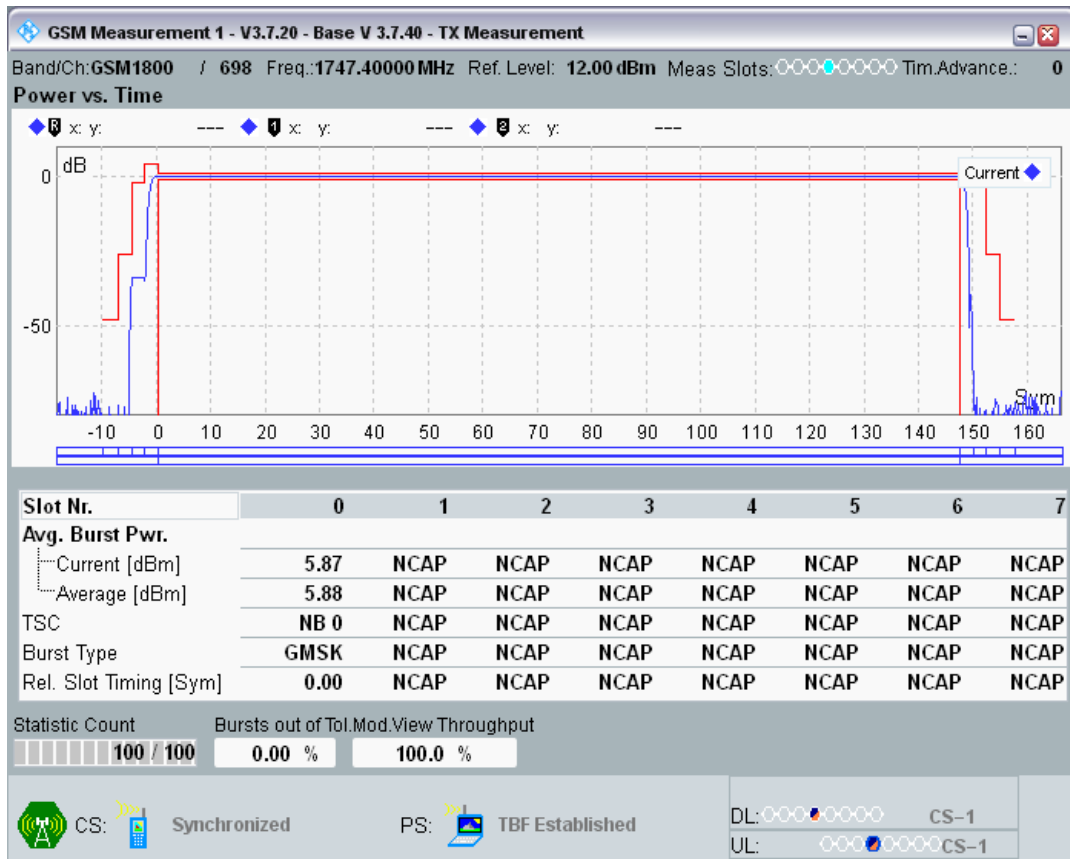 GSM Measurement 1 - V3.7.20 - Base V 3.7.40 - TX Measurement
Band/Ch:GSM1800 / 698 Freq.:1747.40000 MHz Ref. Level: 12.00 dBm Meas Slots: Tim.Advance.: 0
Power vs. Time
R x: y: --- 1 x: y: --- 2 x: y: ---
dB
Current
0
-50
Sym
-10 0 10 20 30 40 50 60 70 80 90 100 110 120 130 140 150 160
Slot Nr. 0 1 2 3 4 5 6 7
Avg. Burst Pwr.
Current [dBm] 5.87 NCAP NCAP NCAP NCAP NCAP NCAP NCAP
Average [dBm] 5.88 NCAP NCAP NCAP NCAP NCAP NCAP NCAP
TSC NB 0 NCAP NCAP NCAP NCAP NCAP NCAP NCAP
Burst Type GMSK NCAP NCAP NCAP NCAP NCAP NCAP NCAP
Rel. Slot Timing [Sym] 0.00 NCAP NCAP NCAP NCAP NCAP NCAP NCAP
Statistic Count Bursts out of Tol.Mod.View Throughput
100 / 100 0.00 % 100.0 %
CS: Synchronized PS: TBF Established DL: CS-1
UL: CS-1